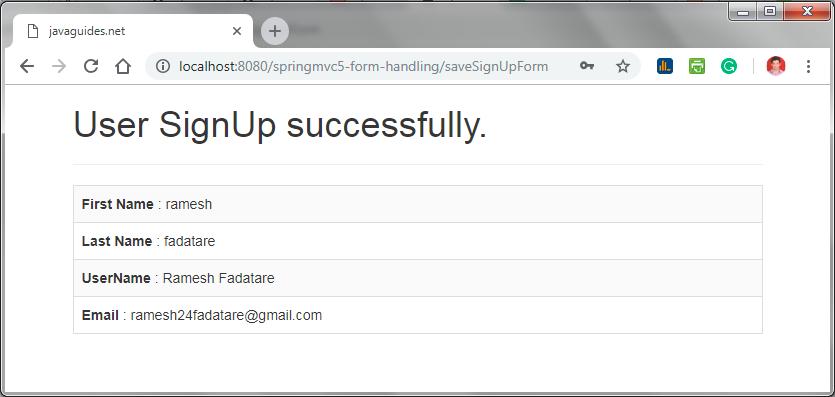 javaguides.net
localhost:8080/springmvc5-form-handling/saveSignUpForm
User SignUp successfully.
First Name : ramesh
Last Name : fadatare
UserName : Ramesh Fadatare
Email : ramesh24fadatare@gmail.com